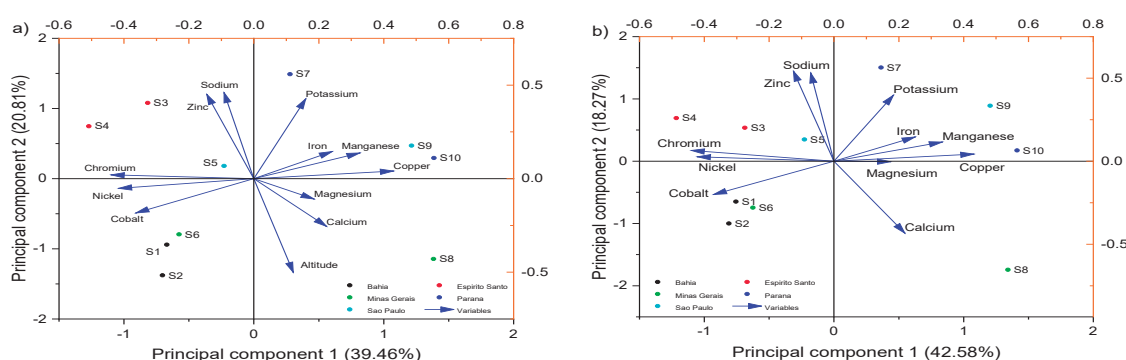 a)
-0.6 -0.4 -0.2 0.0 0.2 0.4 0.6 0.8
2
1
0
-1
-2
Principal component 2 (20.81%)
Sodium
Zinc
S7
Potassium
S3
S4
S5
Iron
Manganese
S9
S10
Copper
Chromium
Nickel
Cobalt
Magnesium
Calcium
S6
S1
S2
Altitude
S8
Bahia
Espirito Santo
Minas Gerais
Parana
Sao Paulo
Variables
0.5
0.0
-0.5
-1 0 1 2
Principal component 1 (39.46%)
b)
-0.6 -0.4 -0.2 0.0 0.2 0.4 0.6 0.8
2
1
0
-1
-2
Principal component 2 (18.27%)
Sodium
Zinc
S7
Potassium
S9
S4
S3
S5
Iron
Manganese
S10
Chromium
Nickel
Magnesium
Copper
Cobalt
S1
S6
S2
Calcium
S8
Bahia
Espirito Santo
Minas Gerais
Parana
Sao Paulo
Variables
0.5
0.0
-0.5
-1 0 1 2
Principal component 1 (42.58%)